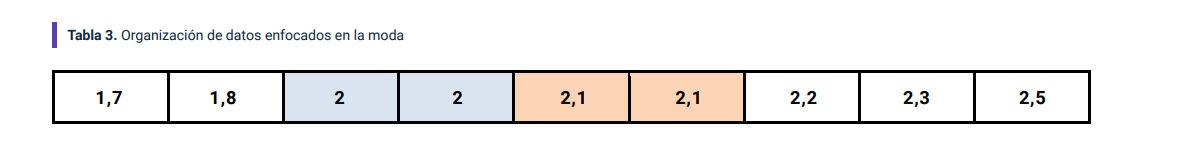 Tabla 3. Organización de datos enfocados en la moda
1,7 1,8 2 2 2,1 2,1 2,2 2,3 2,5